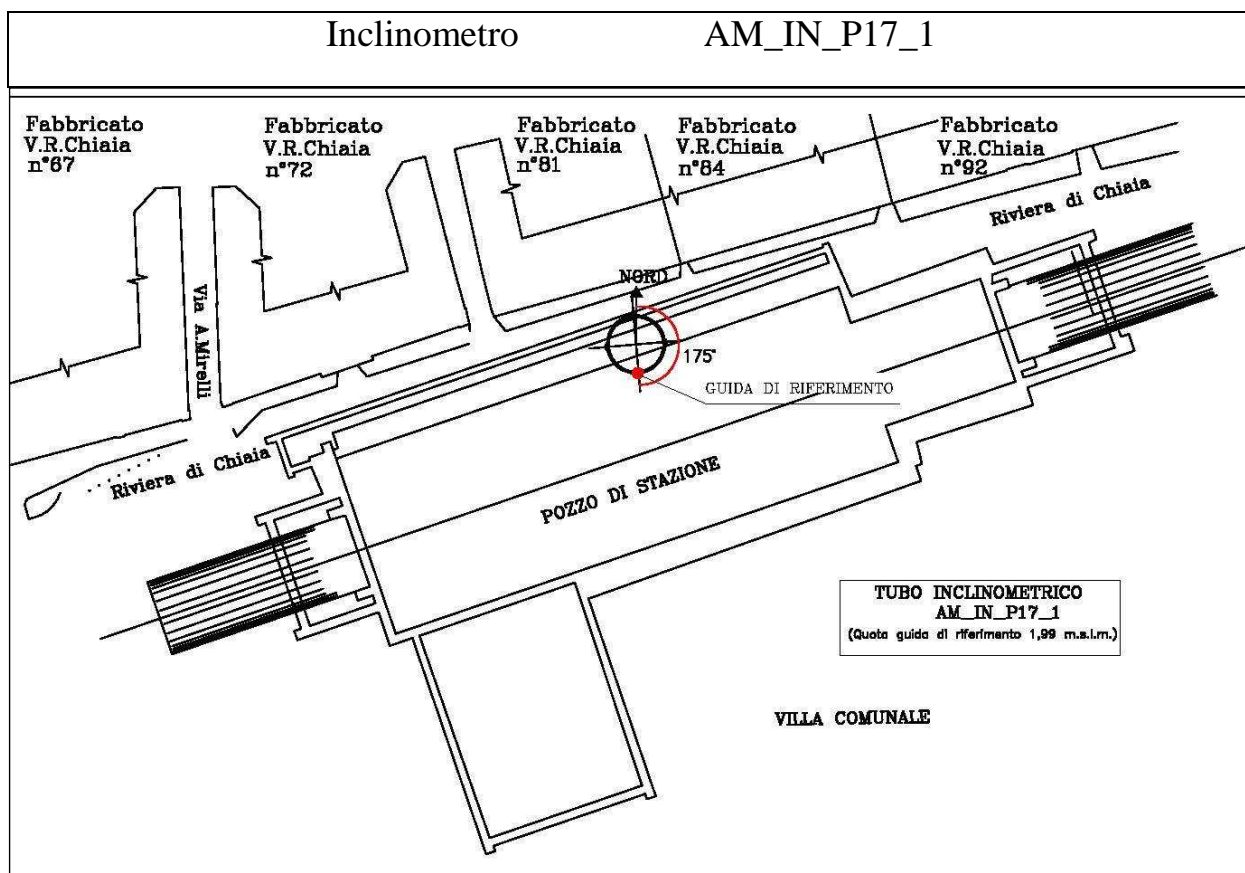 Inclinometro AM_IN_P17_1
Fabbricato
V.R.Chiaia
n°67
Fabbricato
V.R.Chiaia
n°72
Fabbricato
V.R.Chiaia
n°81
Fabbricato
V.R.Chiaia
n°84
Fabbricato
V.R.Chiaia
n°92
Riviera di Chiaia
NORD
Via A.Mirelli
175°
GUIDA DI RIFERIMENTO
Riviera di Chiaia
POZZO DI STAZIONE
TUBO INCLINOMETRICO
AM_IN_P17_1
(Quota guida di riferimento 1,99 m.s.l.m.)
VILLA COMUNALE